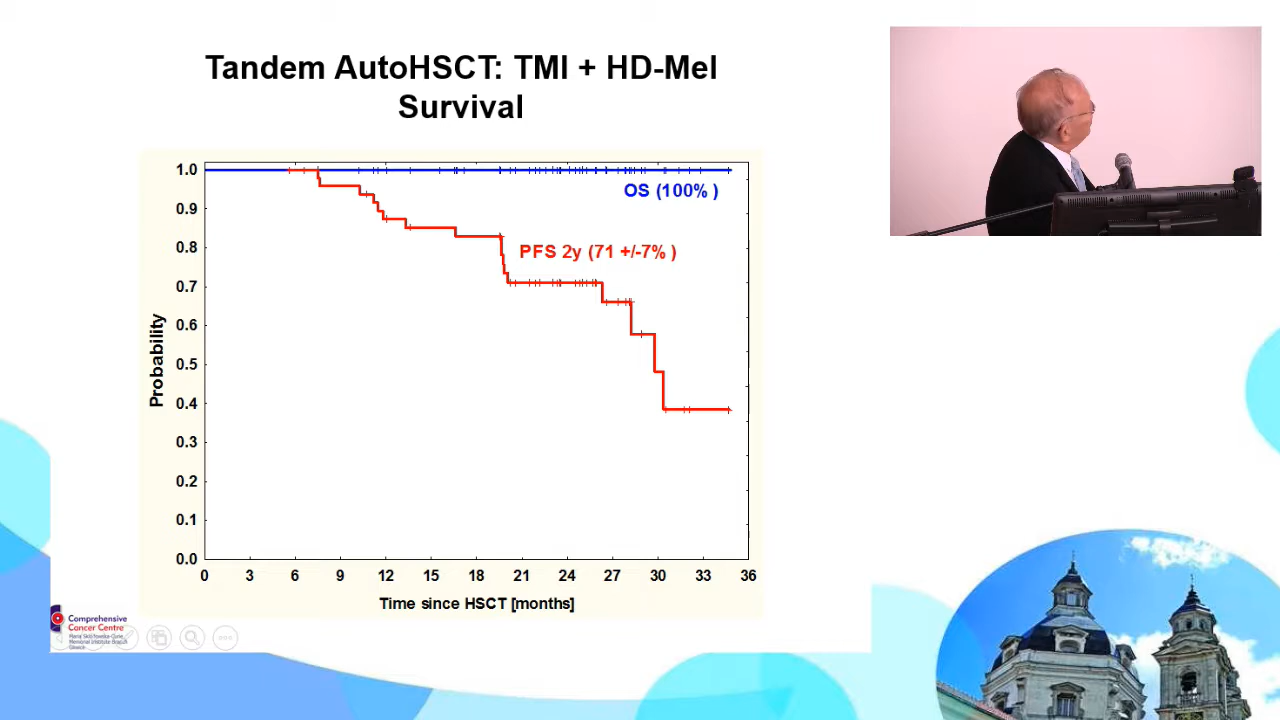 Tandem AutoHSCT: TMI + HD-Mel
Survival
1.0
0.9
0.8
0.7
0.6
0.5
0.4
0.3
0.2
0.1
0.0
Probability
OS (100% )
PFS 2y (71 +/-7% )
0 3 6 9 12 15 18 21 24 27 30 33 36
Time since HSCT [months]
Comprehensive
Cancer Centre